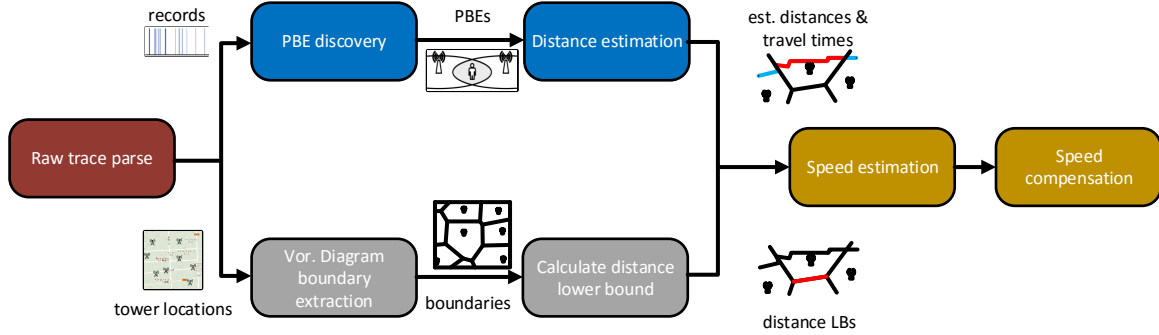 records
PBE discovery
PBEs
Distance estimation
est. distances &
travel times
Raw trace parse
Speed estimation
Speed
compensation
tower locations
Vor. Diagram
boundary
extraction
boundaries
Calculate distance
lower bound
distance LBs